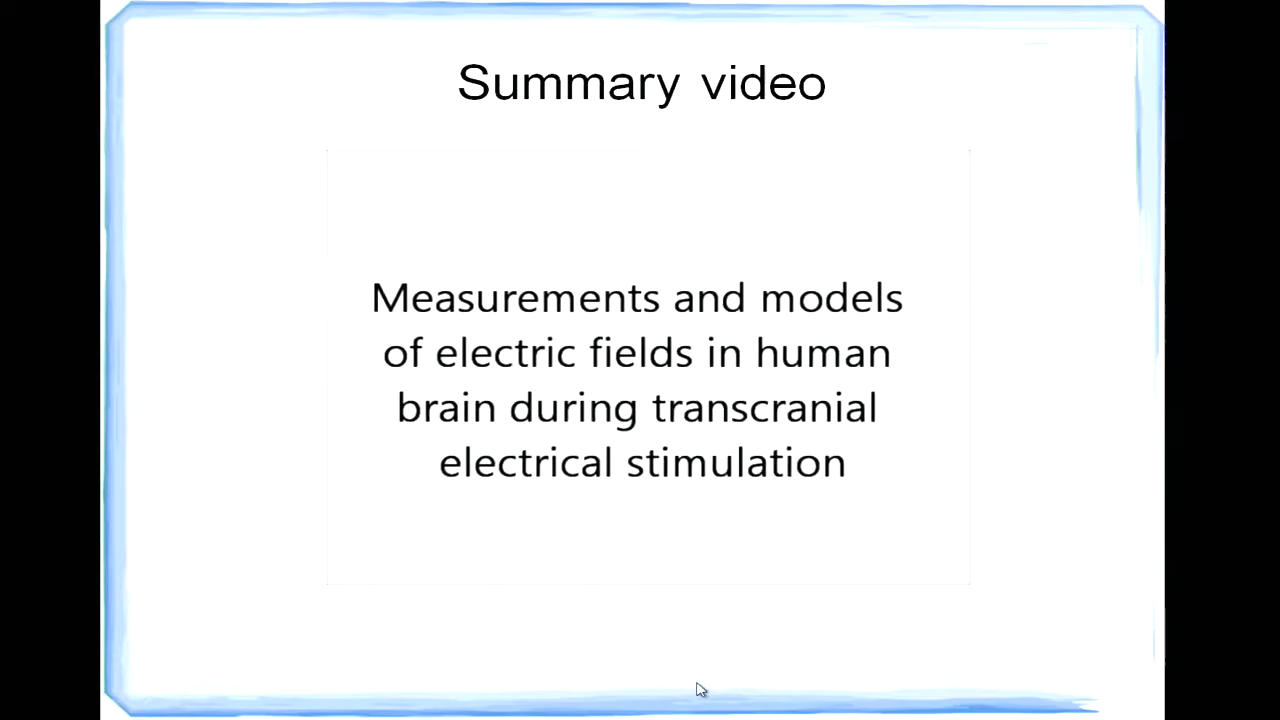 Summary video
Measurements and models
of electric fields in human
brain during transcranial
electrical stimulation